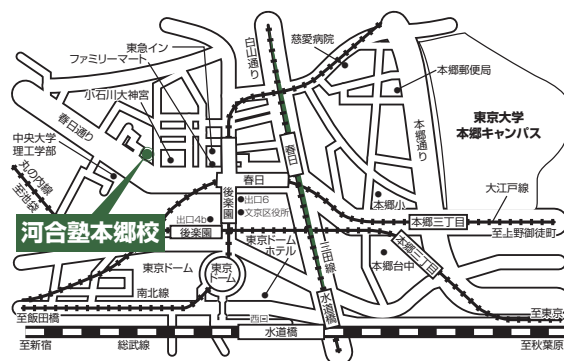 東急イン
ファミリーマート
小石川大神宮
中央大学
理工学部
春日通り
丸の内線
至池袋
河合塾本郷校
白山通り
慈愛病院
本郷郵便局
本郷通り
東京大学
本郷キャンパス
春日
春日
後楽園
出口6
文京区役所
出口4b
後楽園
本郷小
大江戸線
本郷三丁目
至上野御徒町
本郷三丁目
本郷台中
三田線
東京ドーム
ホテル
東京ドーム
東京
ドーム
南北線
至飯田橋
西口
水道橋
水道橋
至東京
至新宿
総武線
至秋葉原